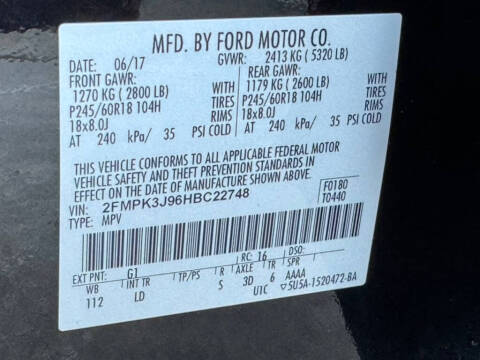 MFD. BY FORD MOTOR CO.
DATE: 06/17 GVWR: 2413 KG ( 5320 LB)
FRONT GAWR: REAR GAWR:
1270 KG ( 2800 LB) WITH 1179 KG ( 2600 LB) WITH
P245/60R18 104H TIRES P245/60R18 104H TIRES
18x8.0J RIMS 18x8.0J RIMS
AT 240 kPa/ 35 PSI COLD AT 240 kPa/ 35 PSI COLD
THIS VEHICLE CONFORMS TO ALL APPLICABLE FEDERAL MOTOR
VEHICLE SAFETY AND THEFT PREVENTION STANDARDS IN
EFFECT ON THE DATE OF MANUFACTURE SHOWN ABOVE.
VIN: 2FMPK3J96HBC22748 F0180
TYPE: MPV T0440
EXT PNT: G1 RC: 16 DSO:
WB INT TR TP/PS R AXLE TR SPR
112 LD S 3D 6 AAAA
UTC 5U5A-1520472-BA